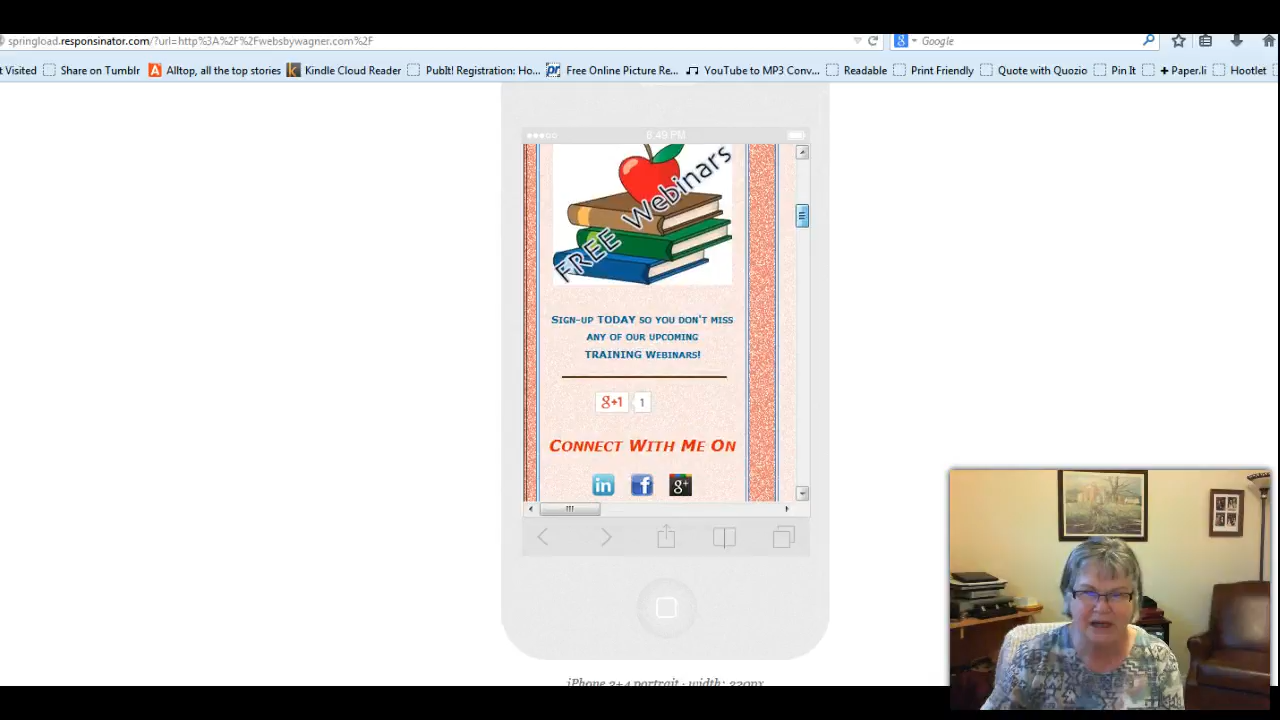 springload.responsinator.com/?url=http%3A%2F%2Fwebsbywagner.com%2F
Google
t Visited Share on Tumblr Alltop, all the top stories Kindle Cloud Reader PubIt! Registration: Ho... Free Online Picture Re... YouTube to MP3 Conv... Readable Print Friendly Quote with Quozio Pin It + Paper.li Hootlet
8:49 PM
FREE Webinars
Sign-up TODAY so you don't miss
any of our upcoming
TRAINING Webinars!
g+1 1
Connect With Me On
in f g+
iPhone 3+4 portrait · width: 320px